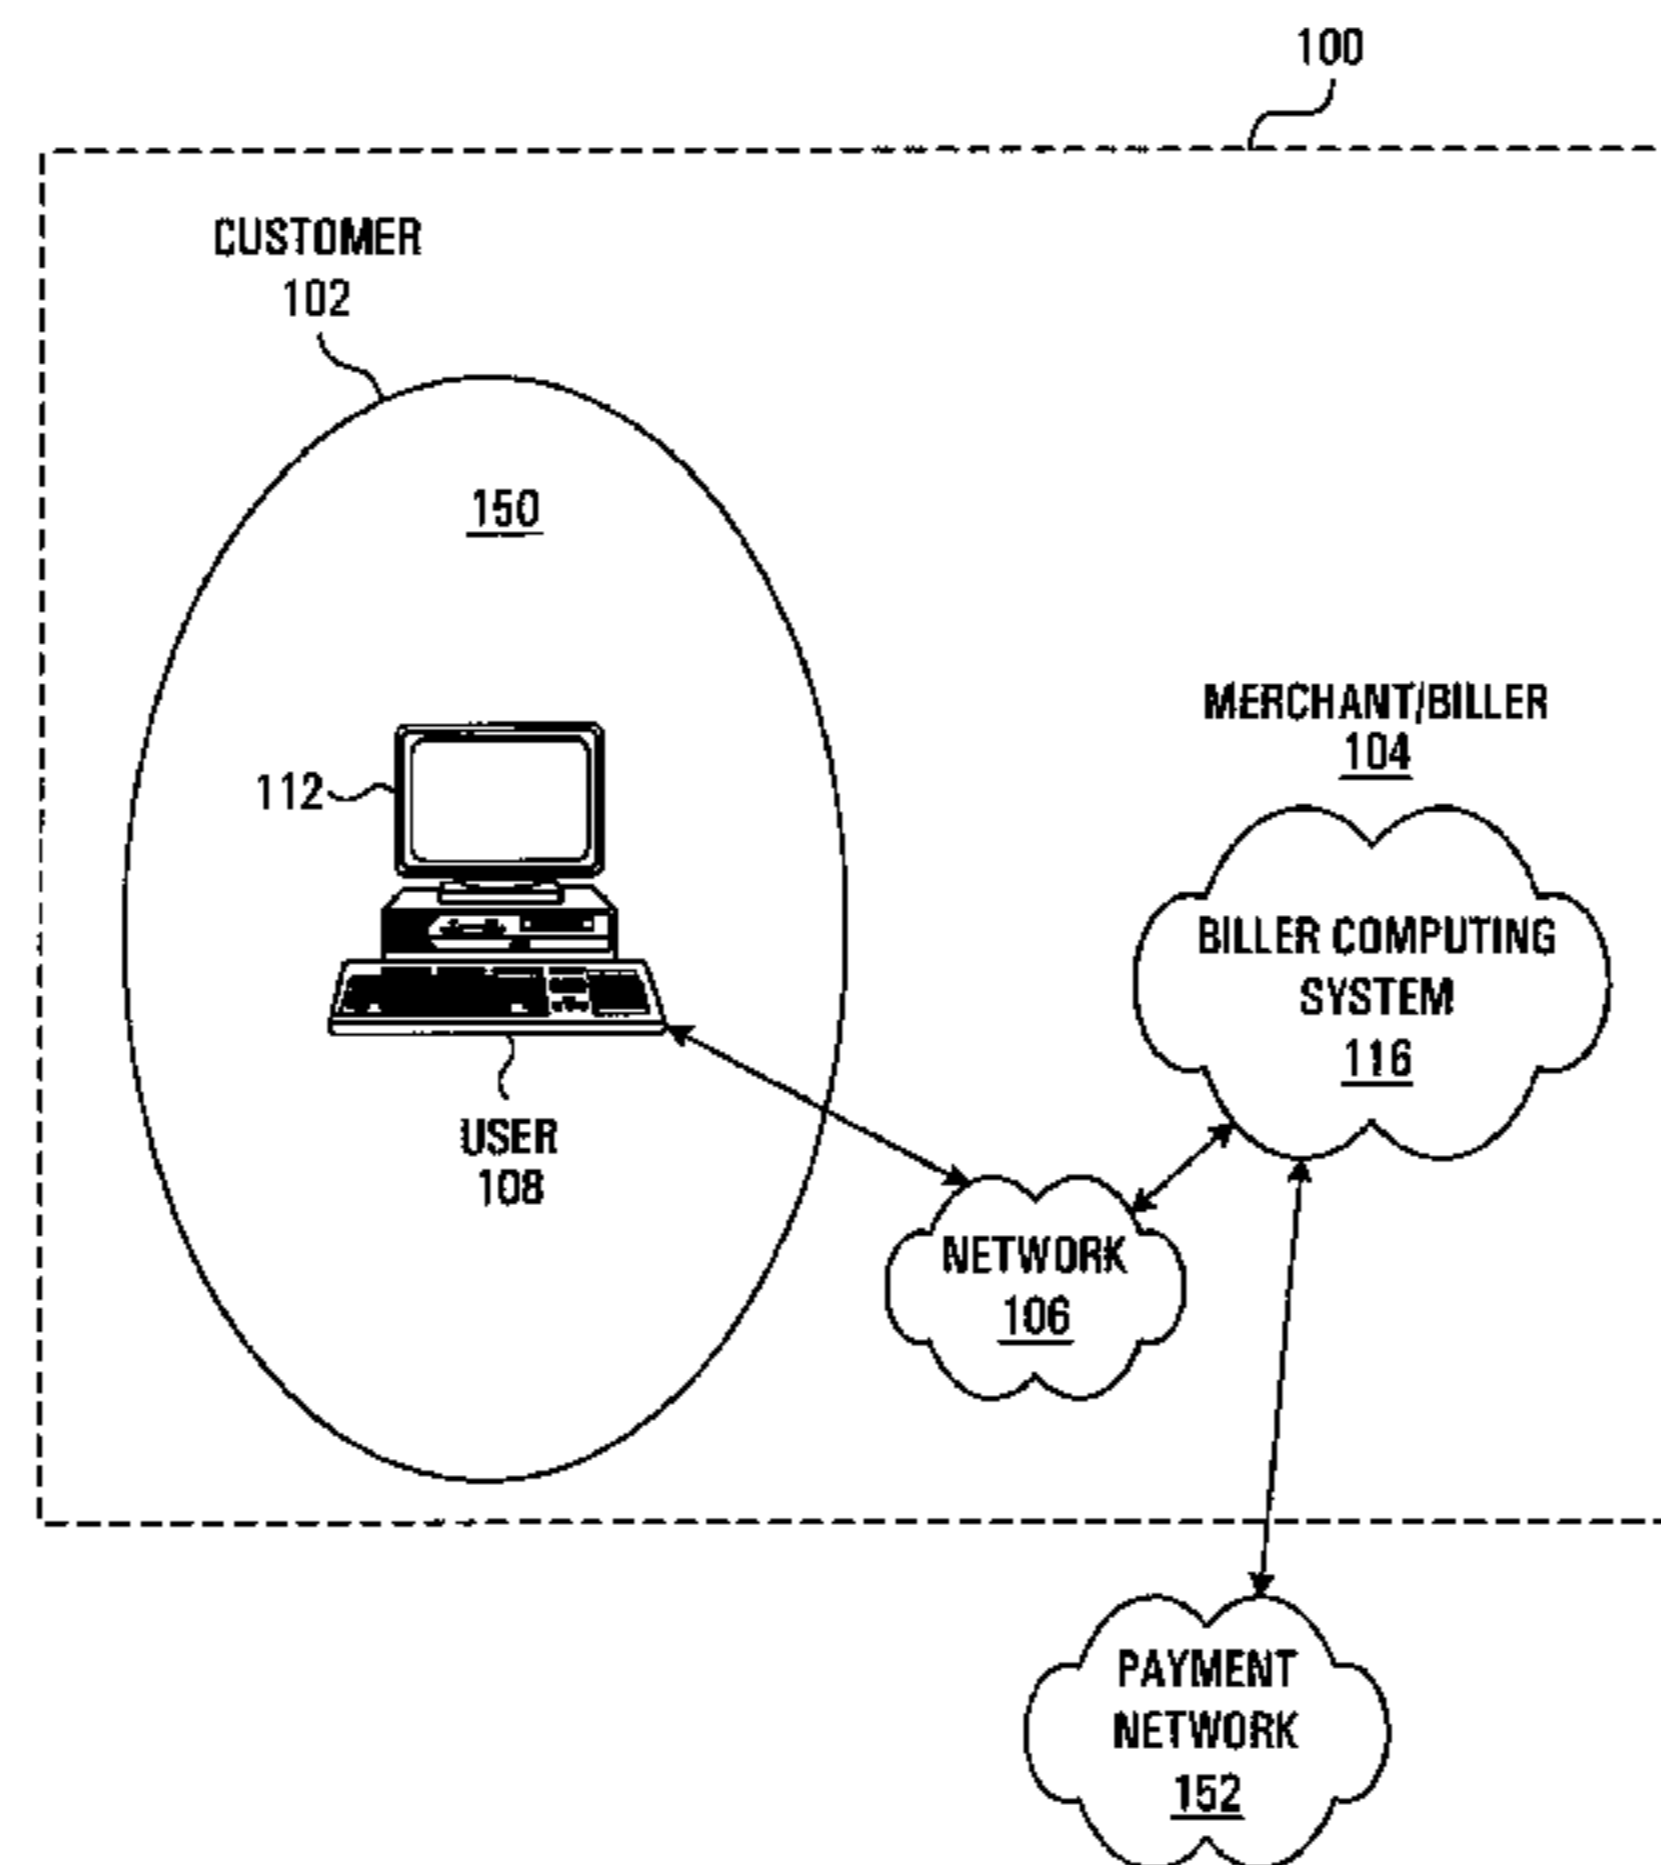 100
CUSTOMER
102
150
MERCHANT/BILLER
104
112
BILLER COMPUTING
SYSTEM
116
USER
108
NETWORK
106
PAYMENT
NETWORK
152